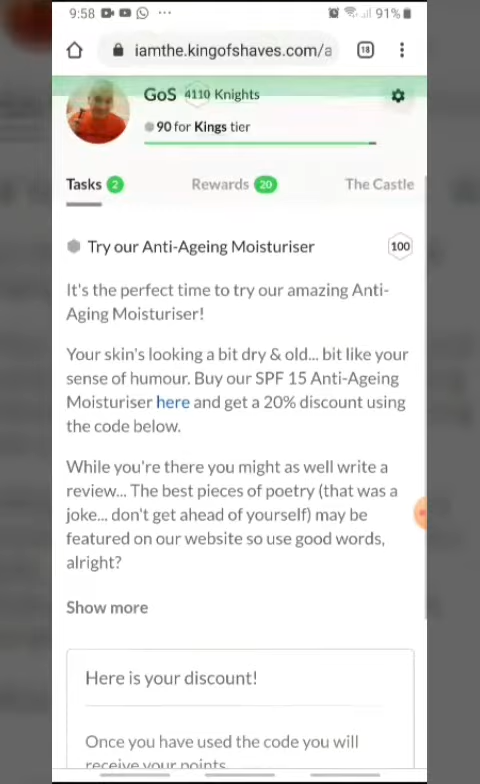 9:58 91%
iamthe.kingofshaves.com/a 18
GoS 4110 Knights
90 for Kings tier
Tasks 2 Rewards 20 The Castle
Try our Anti-Ageing Moisturiser 100
It's the perfect time to try our amazing Anti-
Aging Moisturiser!
Your skin's looking a bit dry & old... bit like your
sense of humour. Buy our SPF 15 Anti-Ageing
Moisturiser here and get a 20% discount using
the code below.
While you're there you might as well write a
review... The best pieces of poetry (that was a
joke... don't get ahead of yourself) may be
featured on our website so use good words,
alright?
Show more
Here is your discount!
Once you have used the code you will
receive your points